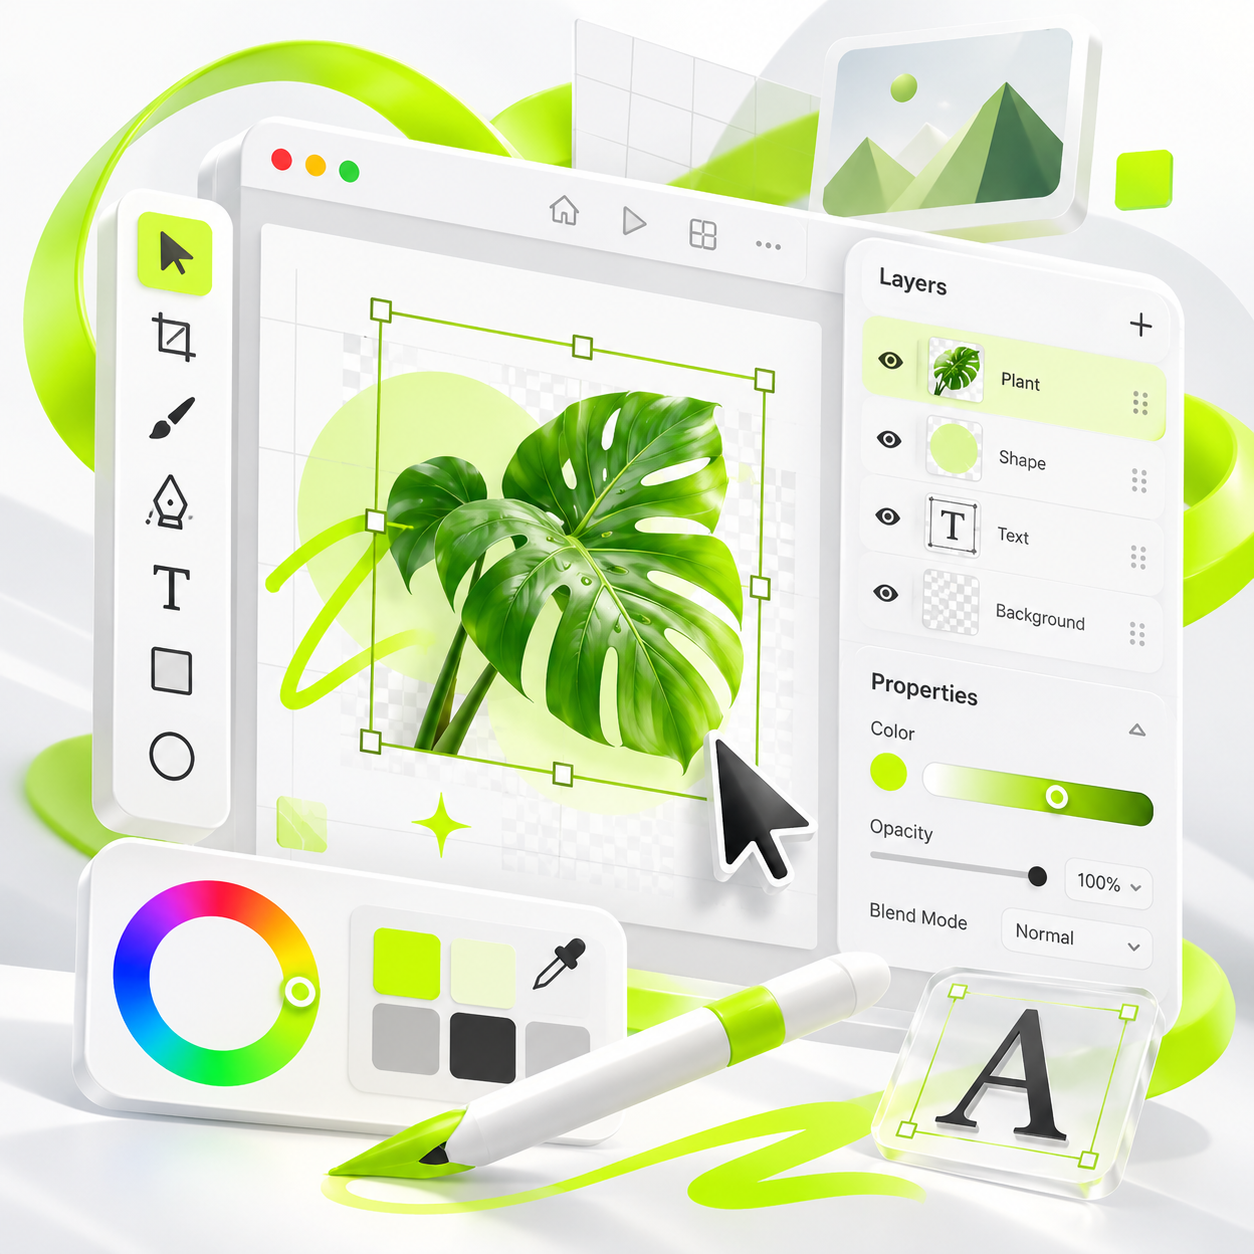 Layers
Plant
Shape
T
Text
Background
T
Properties
Color
Opacity
100%
Blend Mode
Normal
A